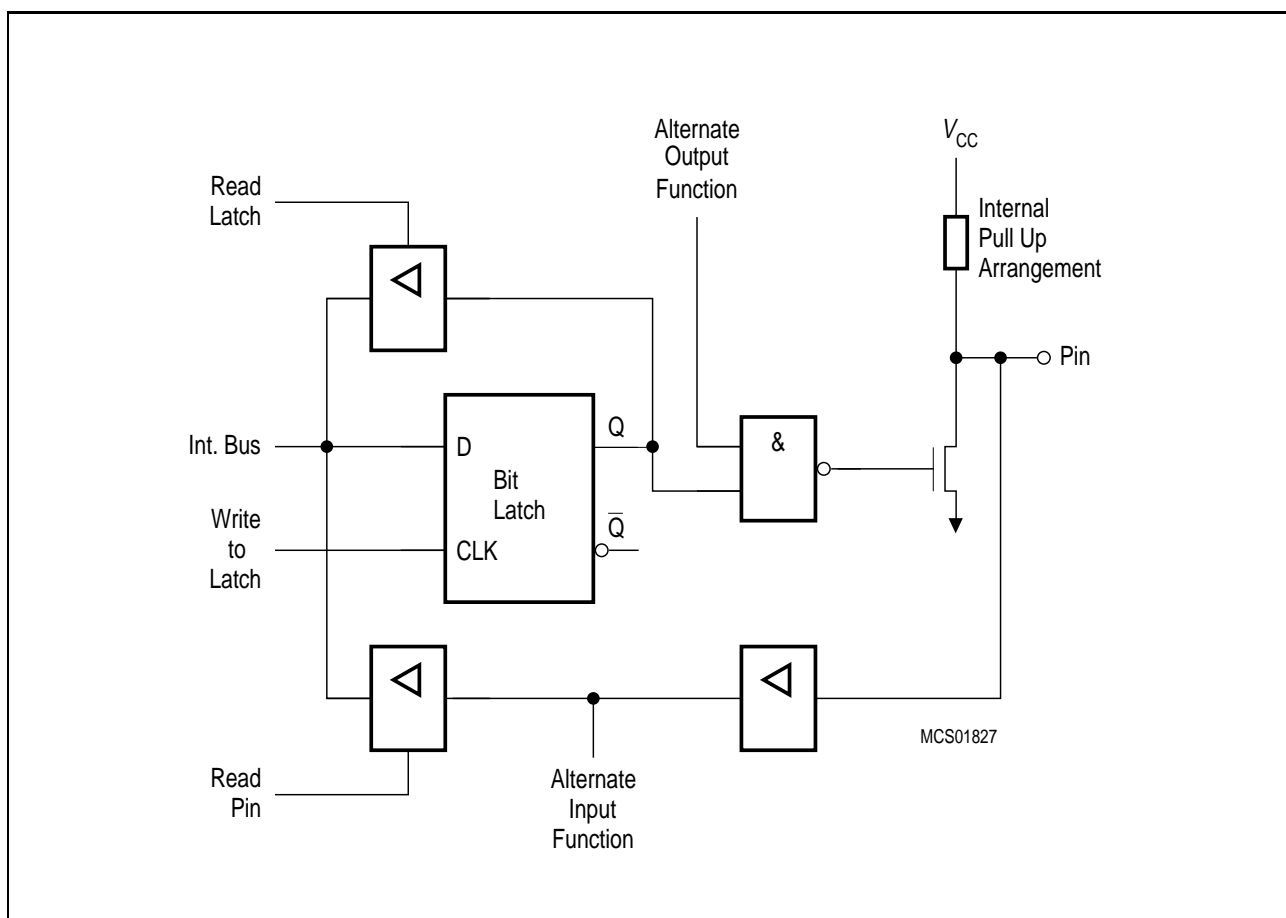 Alternate
Output
Function
VCC
Read
Latch
Internal
Pull Up
Arrangement
Pin
Int. Bus
D
Q
&
Bit
Latch
Q̅
Write
to
Latch
CLK
MCS01827
Read
Pin
Alternate
Input
Function